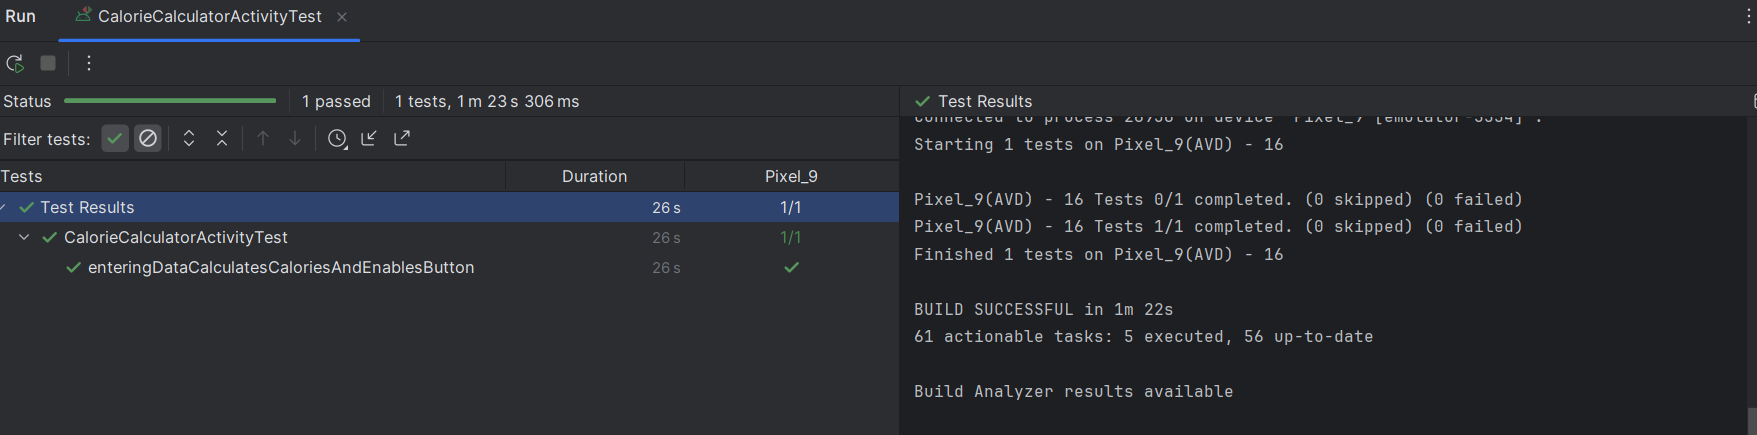 Run CalorieCalculatorActivityTest
Status 1 passed 1 tests, 1 m 23 s 306 ms
Filter tests:
Tests Duration Pixel_9
Test Results 26 s 1/1
CalorieCalculatorActivityTest 26 s 1/1
enteringDataCalculatesCaloriesAndEnablesButton 26 s
Test Results
Starting 1 tests on Pixel_9(AVD) - 16
Pixel_9(AVD) - 16 Tests 0/1 completed. (0 skipped) (0 failed)
Pixel_9(AVD) - 16 Tests 1/1 completed. (0 skipped) (0 failed)
Finished 1 tests on Pixel_9(AVD) - 16
BUILD SUCCESSFUL in 1m 22s
61 actionable tasks: 5 executed, 56 up-to-date
Build Analyzer results available